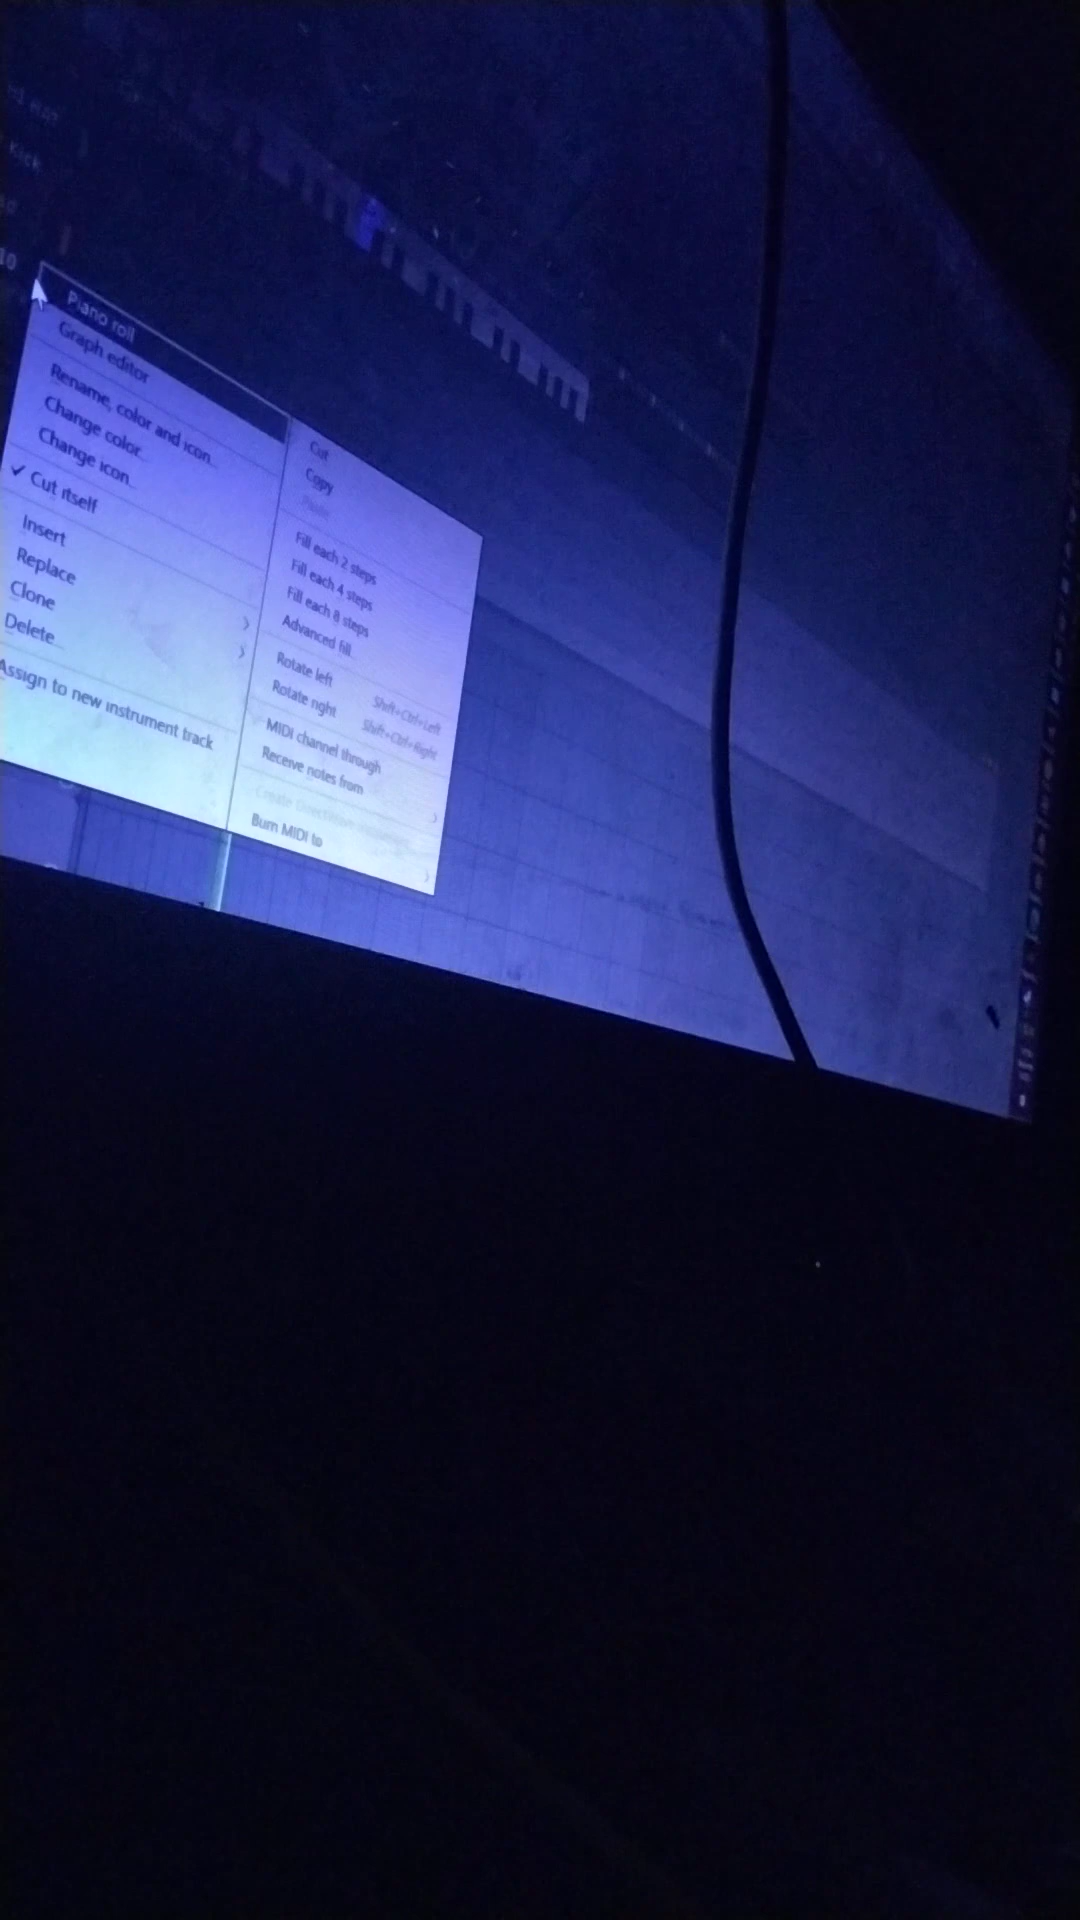 10
Piano roll
Graph editor
Rename, color and icon...
Change color...
Change icon...
Cut itself
Insert
Replace
Clone
Delete...
Assign to new instrument track
Cut
Copy
Paste
Fill each 2 steps
Fill each 4 steps
Fill each 8 steps
Advanced fill...
Rotate left Shift+Ctrl+Left
Rotate right Shift+Ctrl+Right
MIDI channel through
Receive notes from
Burn MIDI to